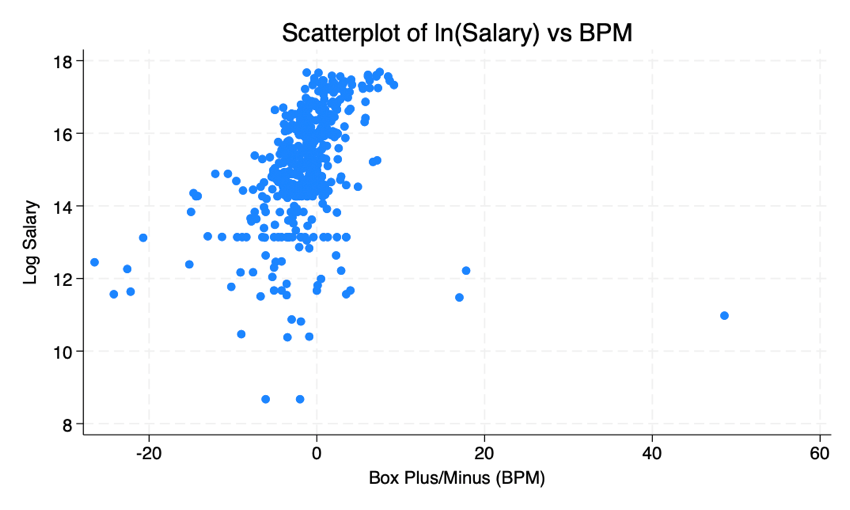 Scatterplot of ln(Salary) vs BPM
18
16
14
12
10
8
Log Salary
-20 0 20 40 60
Box Plus/Minus (BPM)